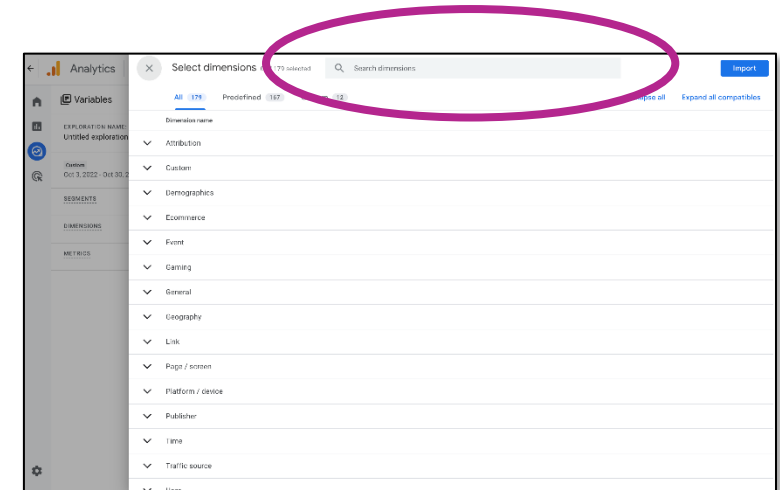 Analytics
Select dimensions
179 selected
Search dimensions
Import
Variables
All 179
Predefined 167
12
all
Expand all compatibles
Dimension name
EXPLORATION NAME:
Untitled exploration
Custom
Oct 3, 2022 - Oct 30, 2
SEGMENTS
DIMENSIONS
METRICS
Attribution
Custom
Demographics
Ecommerce
Event
Gaming
General
Geography
Link
Page / screen
Platform / device
Publisher
Time
Traffic source